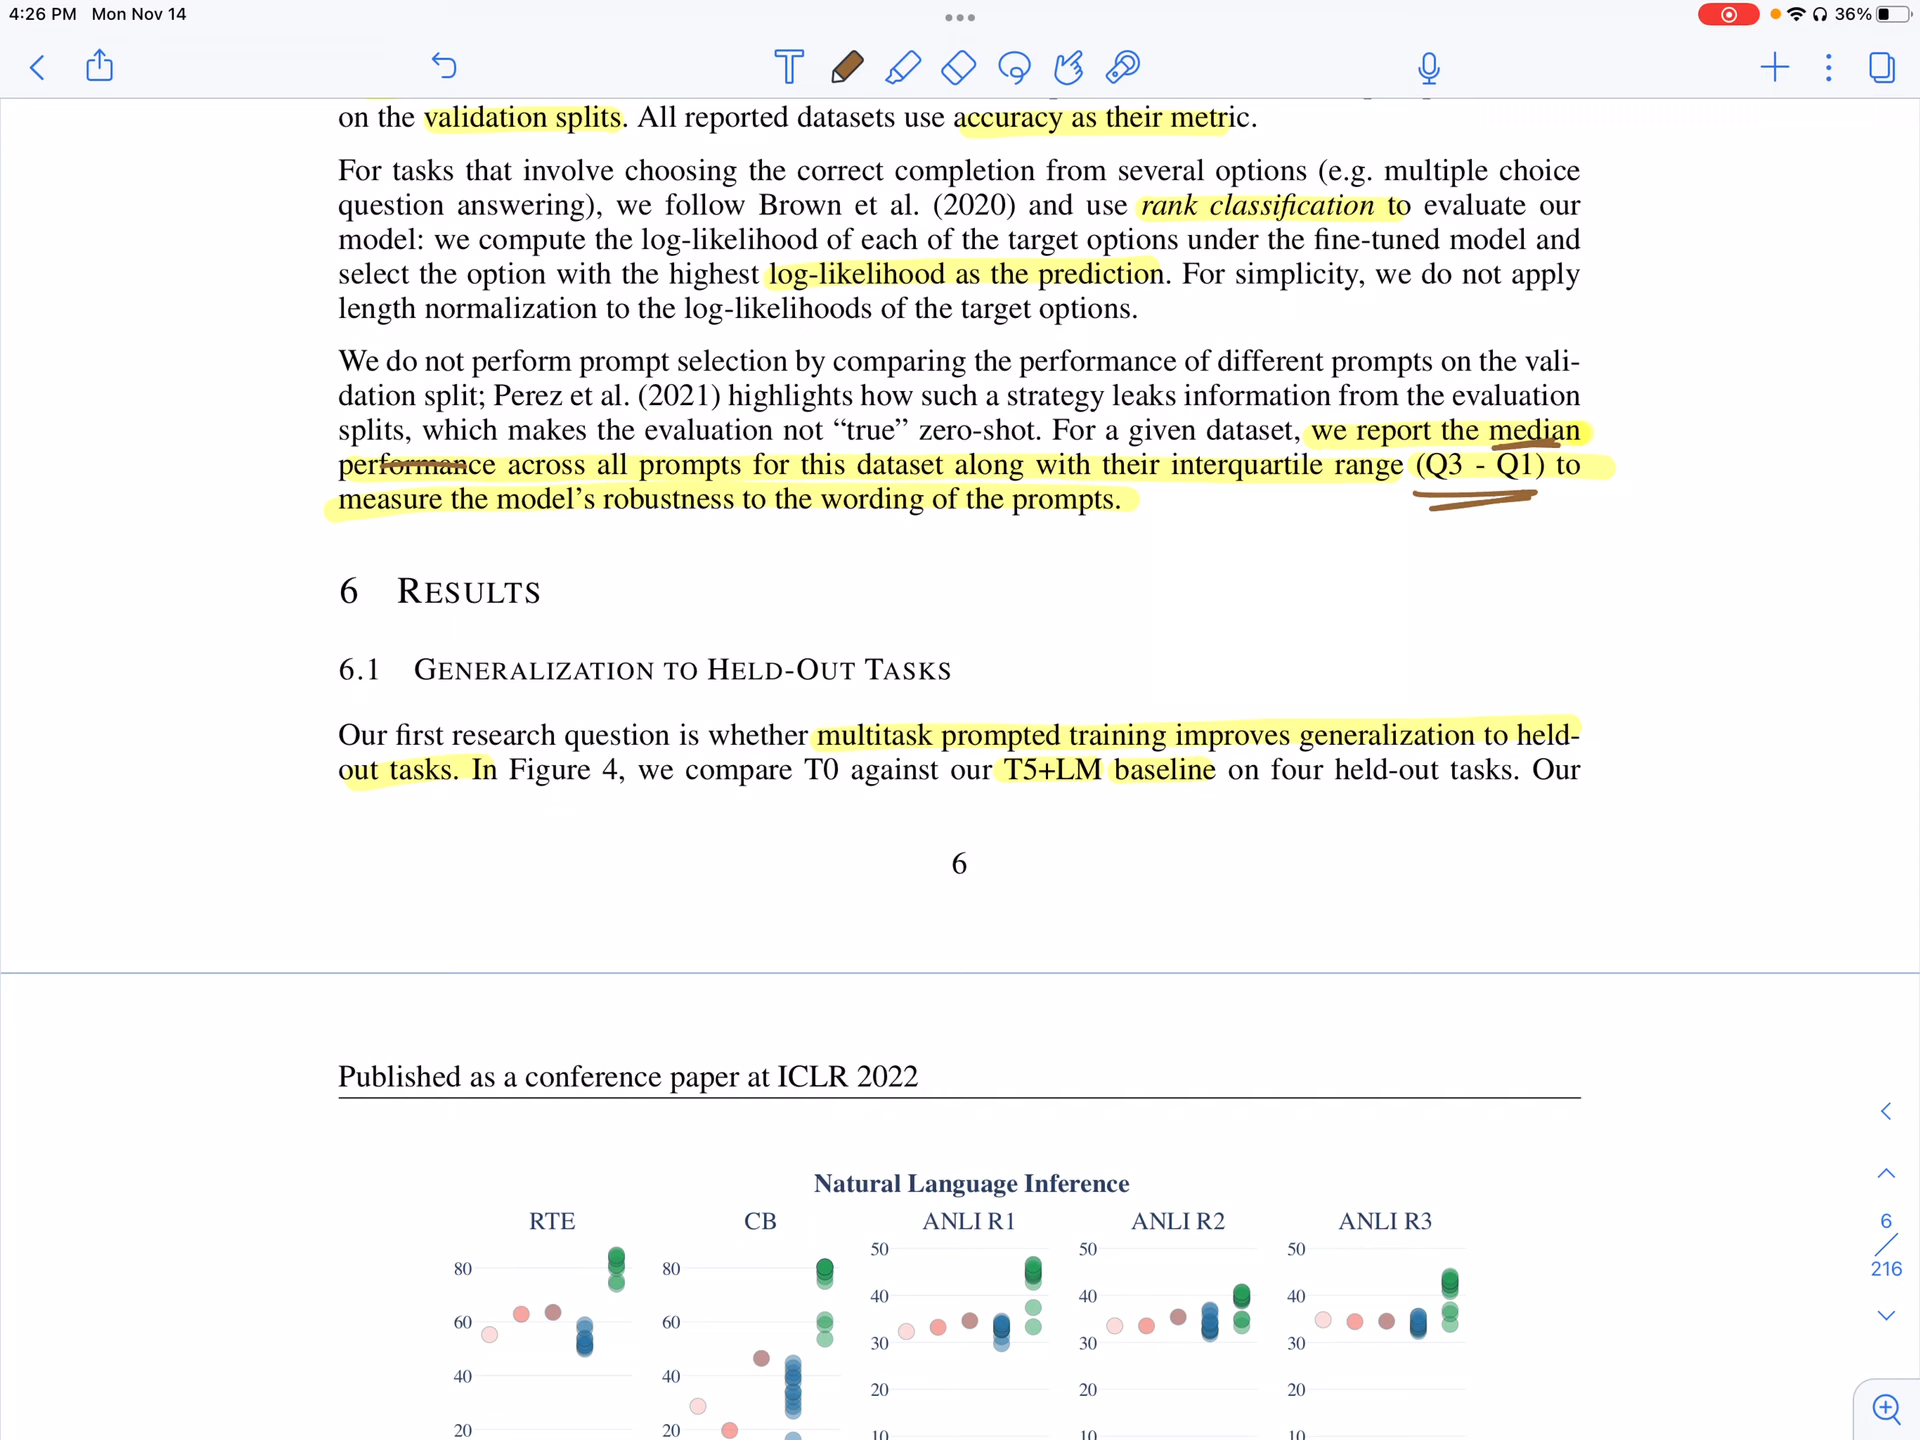 4:26 PM Mon Nov 14
36%
on the validation splits. All reported datasets use accuracy as their metric.
For tasks that involve choosing the correct completion from several options (e.g. multiple choice
question answering), we follow Brown et al. (2020) and use rank classification to evaluate our
model: we compute the log-likelihood of each of the target options under the fine-tuned model and
select the option with the highest log-likelihood as the prediction. For simplicity, we do not apply
length normalization to the log-likelihoods of the target options.
We do not perform prompt selection by comparing the performance of different prompts on the vali-
dation split; Perez et al. (2021) highlights how such a strategy leaks information from the evaluation
splits, which makes the evaluation not “true” zero-shot. For a given dataset, we report the median
performance across all prompts for this dataset along with their interquartile range (Q3 - Q1) to
measure the model’s robustness to the wording of the prompts.
6 RESULTS
6.1 GENERALIZATION TO HELD-OUT TASKS
Our first research question is whether multitask prompted training improves generalization to held-
out tasks. In Figure 4, we compare T0 against our T5+LM baseline on four held-out tasks. Our
6
Published as a conference paper at ICLR 2022
Natural Language Inference
RTE CB ANLI R1 ANLI R2 ANLI R3
80 80 50 50 50
60 60 40 40 40
40 40 30 30 30
20 20 20 20 20
10 10 10
6
216